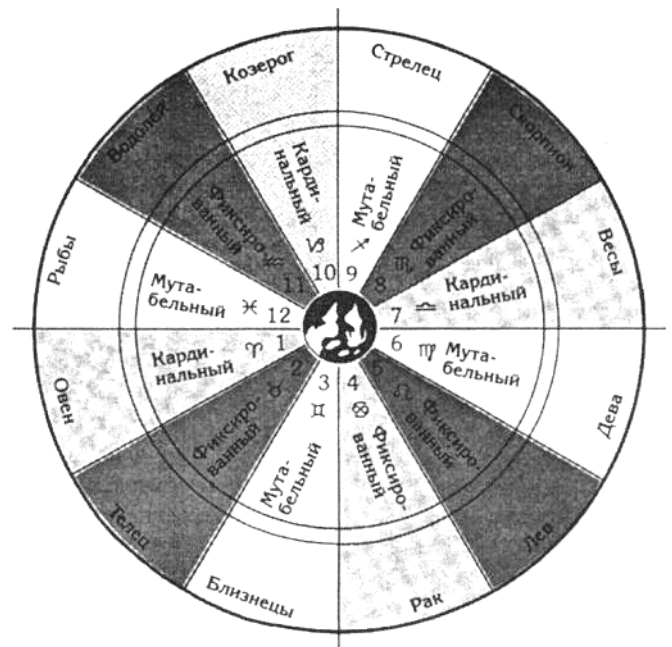 Козерог
Карди-
нальный
♑
10
Стрелец
Мута-
бельный
♐
9
Скорпион
Фиксиро-
ванный
♏
8
Весы
Карди-
нальный
♎
7
Дева
Мута-
бельный
♍
6
Лев
Фиксиро-
ванный
♌
5
Рак
Фиксиро-
ванный
4
Близнецы
Мута-
бельный
♊
3
Телец
Фиксиро-
ванный
♉
2
Овен
Карди-
нальный
♈
1
Рыбы
Мута-
бельный
♓
12
Водолей
Фиксиро-
ванный
♒
11